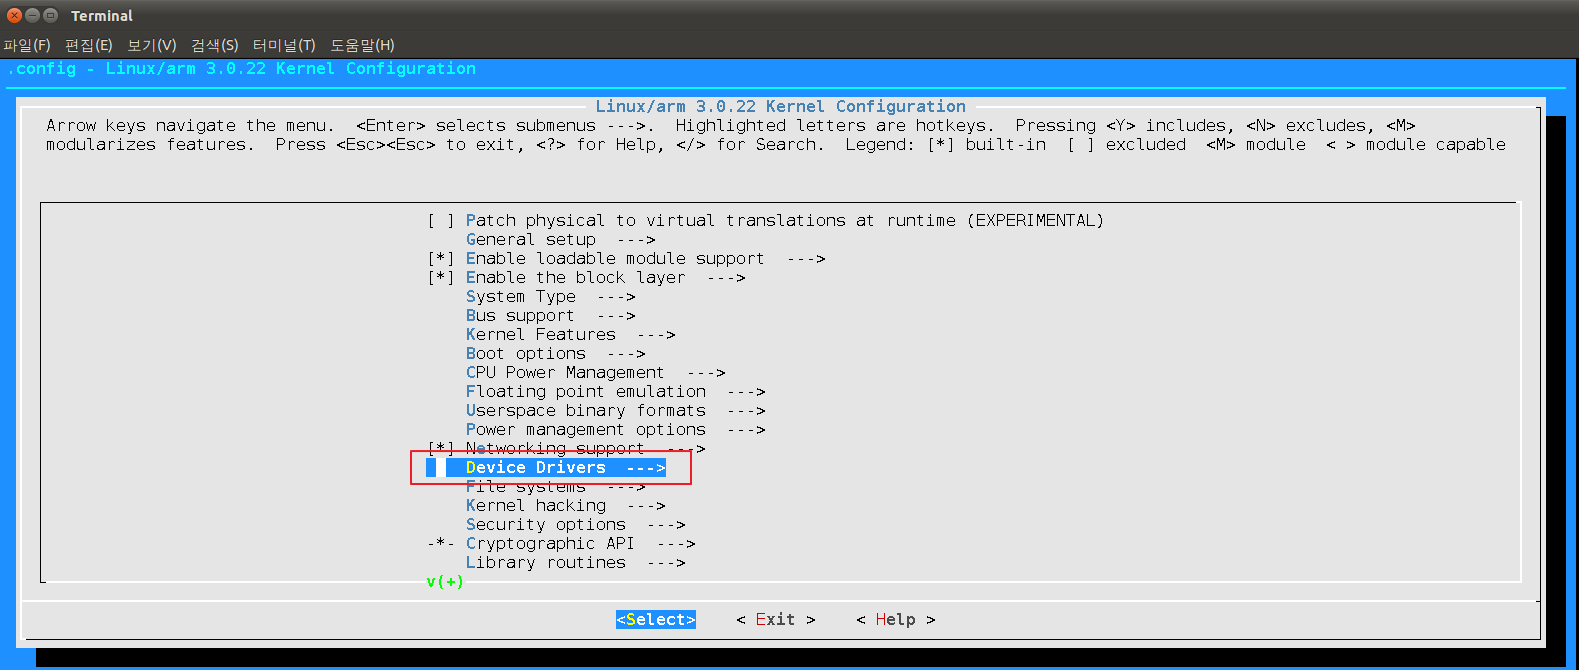 Terminal
파일(F) 편집(E) 보기(V) 검색(S) 터미널(T) 도움말(H)
.config - Linux/arm 3.0.22 Kernel Configuration
Linux/arm 3.0.22 Kernel Configuration
Arrow keys navigate the menu.  <Enter> selects submenus --->.  Highlighted letters are hotkeys.  Pressing <Y> includes, <N> excludes, <M>
modularizes features.  Press <Esc><Esc> to exit, <?> for Help, </> for Search.  Legend: [*] built-in  [ ] excluded  <M> module  < > module capable
[ ] Patch physical to virtual translations at runtime (EXPERIMENTAL)
General setup  --->
[*] Enable loadable module support  --->
[*] Enable the block layer  --->
System Type  --->
Bus support  --->
Kernel Features  --->
Boot options  --->
CPU Power Management  --->
Floating point emulation  --->
Userspace binary formats  --->
Power management options  --->
[*] Networking support  --->
Device Drivers  --->
File systems  --->
Kernel hacking  --->
Security options  --->
-*- Cryptographic API  --->
Library routines  --->
v(+)
<Select>    < Exit >    < Help >